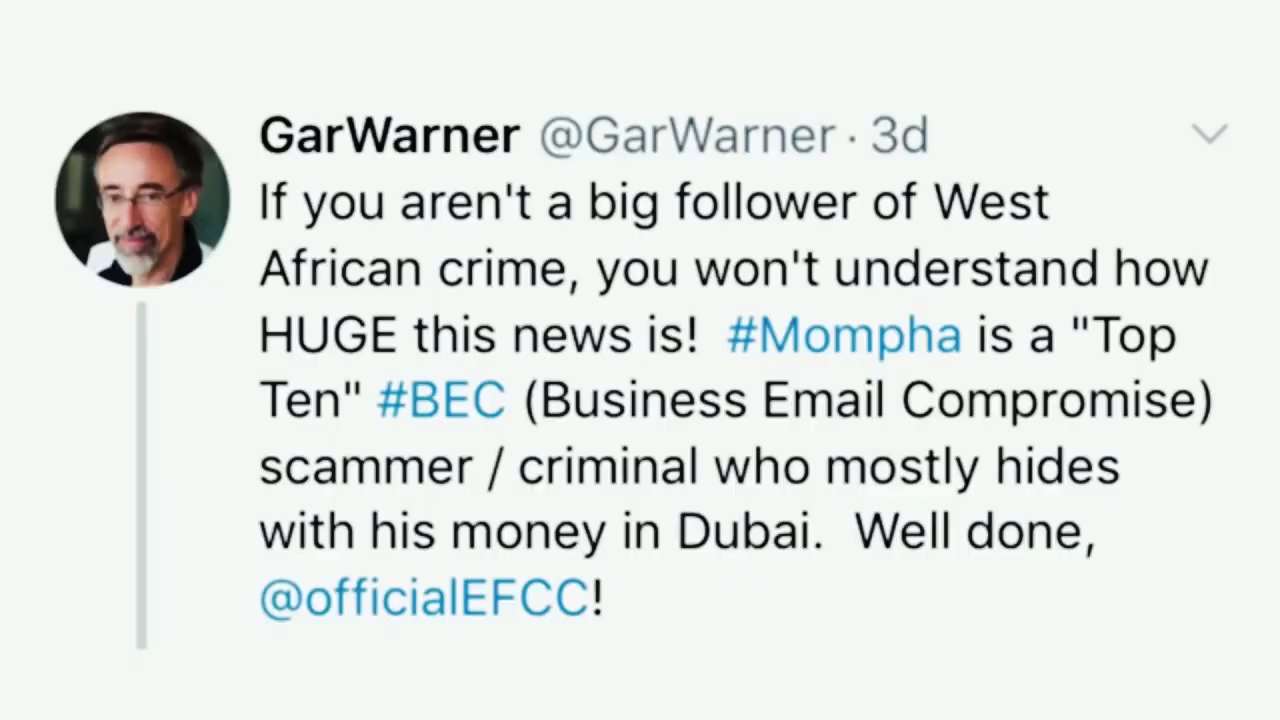 GarWarner @GarWarner · 3d
If you aren't a big follower of West
African crime, you won't understand how
HUGE this news is!  #Mompha is a "Top
Ten" #BEC (Business Email Compromise)
scammer / criminal who mostly hides
with his money in Dubai.  Well done,
@officialEFCC!